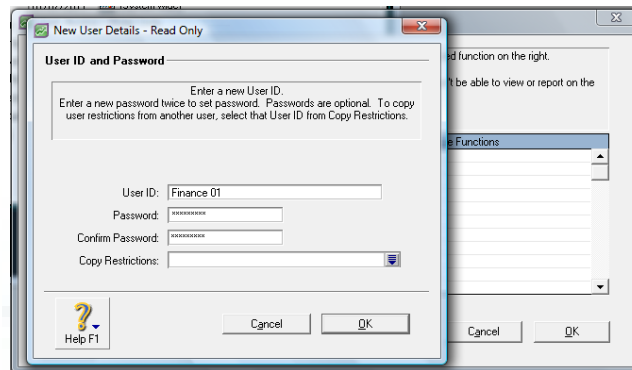 New User Details - Read Only
ed function on the right.
User ID and Password
't be able to view or report on the
Enter a new User ID.
Enter a new password twice to set password. Passwords are optional. To copy
user restrictions from another user, select that User ID from Copy Restrictions.
e Functions
User ID: Finance 01
Password: xxxxxxxxx
Confirm Password: xxxxxxxxx
Copy Restrictions:
Help F1
Cancel
OK
Cancel
OK